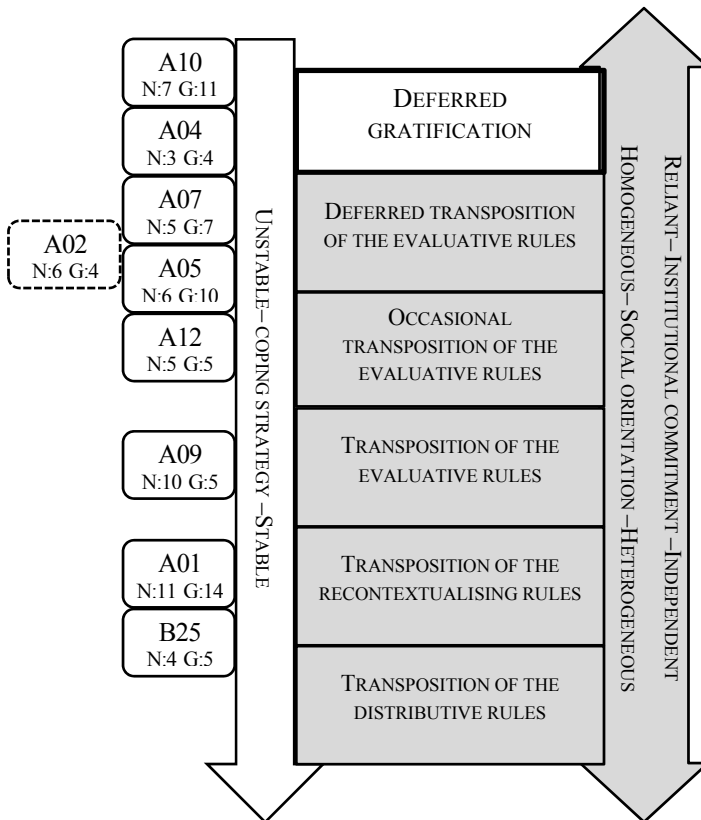 A10
N:7 G:11
A04
N:3 G:4
A07
N:5 G:7
A02
N:6 G:4
A05
N:6 G:10
A12
N:5 G:5
A09
N:10 G:5
A01
N:11 G:14
B25
N:4 G:5
UNSTABLE– COPING STRATEGY –STABLE
DEFERRED
GRATIFICATION
DEFERRED TRANSPOSITION
OF THE EVALUATIVE RULES
OCCASIONAL
TRANSPOSITION OF THE
EVALUATIVE RULES
TRANSPOSITION OF THE
EVALUATIVE RULES
TRANSPOSITION OF THE
RECONTEXTUALISING RULES
TRANSPOSITION OF THE
DISTRIBUTIVE RULES
RELIANT– INSTITUTIONAL COMMITMENT –INDEPENDENT
HOMOGENEOUS– SOCIAL ORIENTATION –HETEROGENEOUS